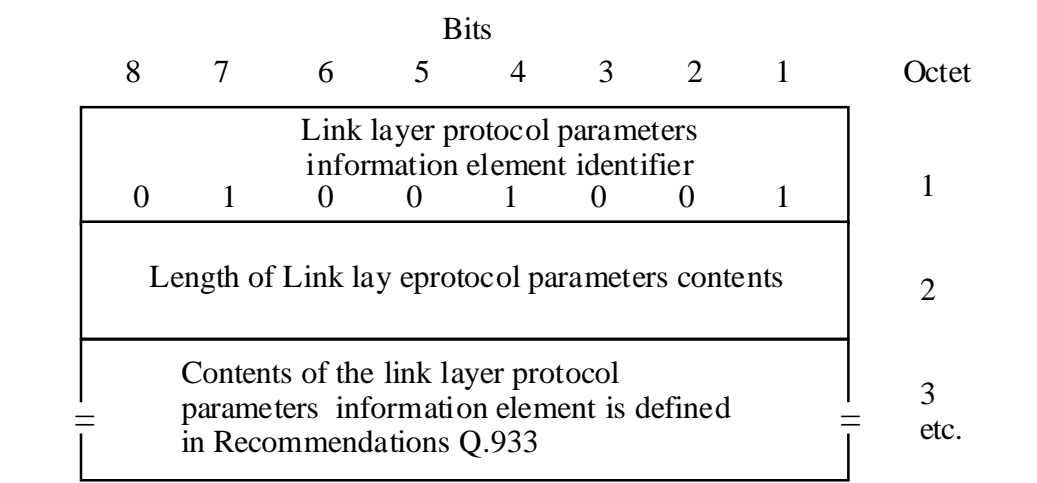 Bits
8 7 6 5 4 3 2 1 Octet
Link layer protocol parameters
information element identifier
0 1 0 0 1 0 0 1
1
Length of Link lay eprotocol parameters contents
2
Contents of the link layer protocol
parameters information element is defined
in Recommendations Q.933
=
=
3
etc.